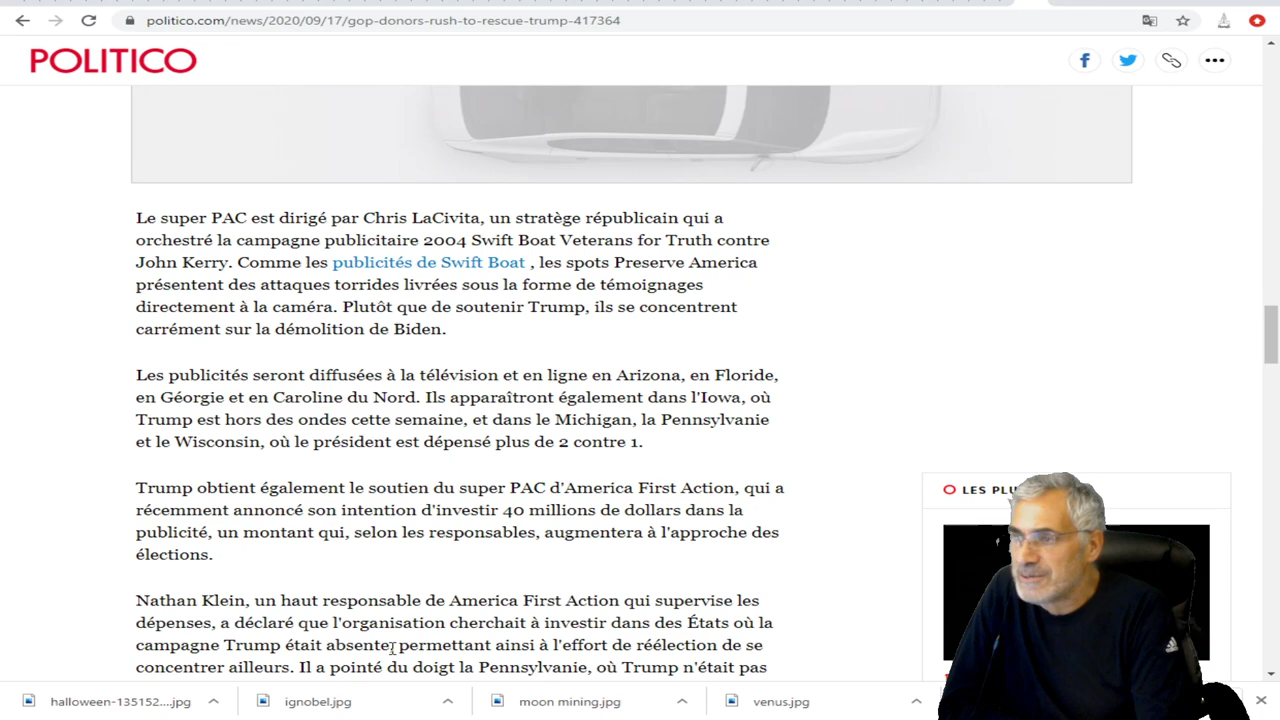 politico.com/news/2020/09/17/gop-donors-rush-to-rescue-trump-417364
POLITICO
Le super PAC est dirigé par Chris LaCivita, un stratège républicain qui a
orchestré la campagne publicitaire 2004 Swift Boat Veterans for Truth contre
John Kerry. Comme les publicités de Swift Boat , les spots Preserve America
présentent des attaques torrides livrées sous la forme de témoignages
directement à la caméra. Plutôt que de soutenir Trump, ils se concentrent
carrément sur la démolition de Biden.
Les publicités seront diffusées à la télévision et en ligne en Arizona, en Floride,
en Géorgie et en Caroline du Nord. Ils apparaîtront également dans l'Iowa, où
Trump est hors des ondes cette semaine, et dans le Michigan, la Pennsylvanie
et le Wisconsin, où le président est dépensé plus de 2 contre 1.
Trump obtient également le soutien du super PAC d'America First Action, qui a
récemment annoncé son intention d'investir 40 millions de dollars dans la
publicité, un montant qui, selon les responsables, augmentera à l'approche des
élections.
Nathan Klein, un haut responsable de America First Action qui supervise les
dépenses, a déclaré que l'organisation cherchait à investir dans des États où la
campagne Trump était absente, permettant ainsi à l'effort de réélection de se
concentrer ailleurs. Il a pointé du doigt la Pennsylvanie, où Trump n'était pas
LES PLU
halloween-135152....jpg
ignobel.jpg
moon mining.jpg
venus.jpg